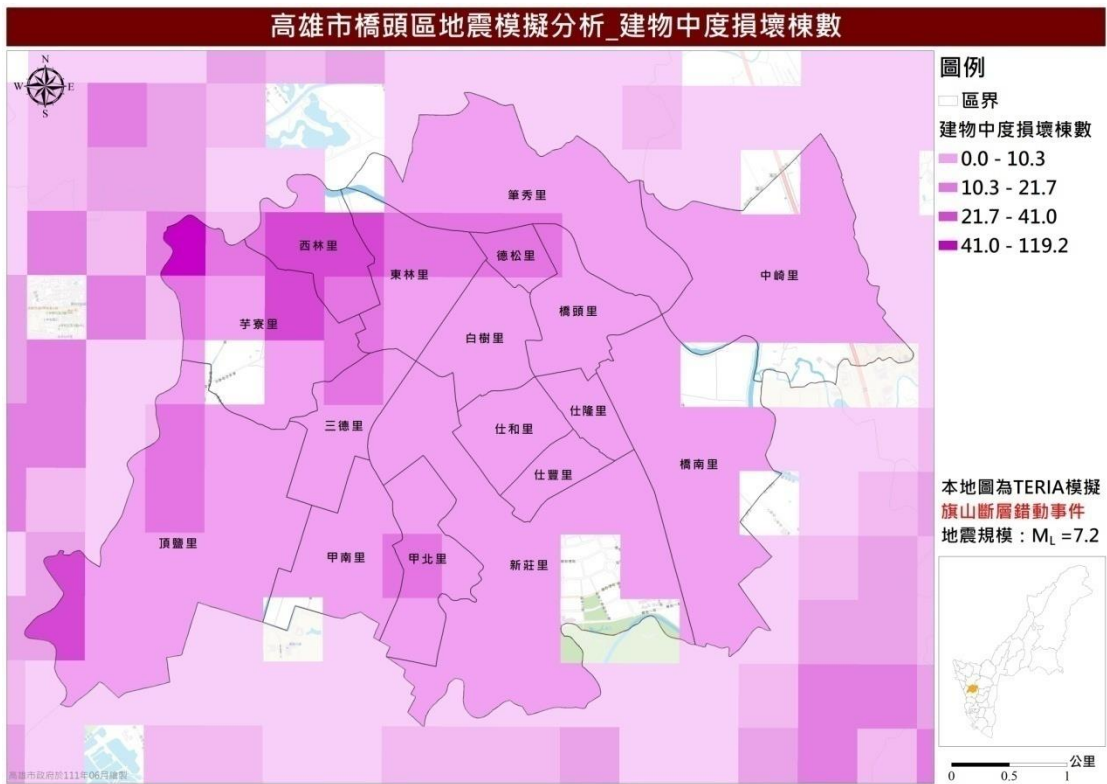 高雄市橋頭區地震模擬分析_建物中度損壞棟數
N
W
E
S
圖例
區界
建物中度損壞棟數
0.0 - 10.3
10.3 - 21.7
21.7 - 41.0
41.0 - 119.2
筆秀里
西林里
德松里
東林里
中崎里
橋頭里
芋寮里
白樹里
仕隆里
三德里
仕和里
橋南里
仕豐里
頂鹽里
甲南里
甲北里
新莊里
本地圖為TERIA模擬
旗山斷層錯動事件
地震規模：ML =7.2
公里
0 0.5 1
高雄市政府於111年06月繪製